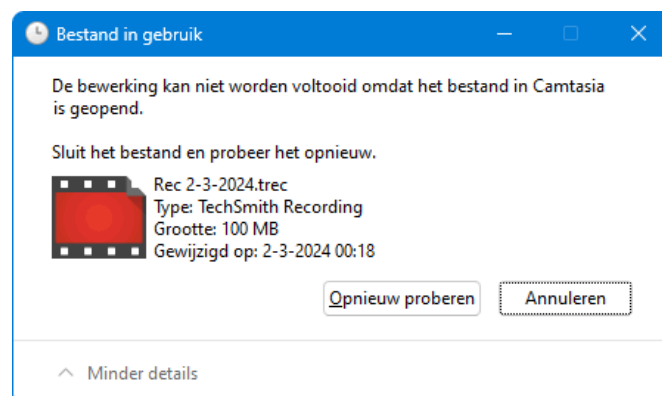 Bestand in gebruik
De bewerking kan niet worden voltooid omdat het bestand in Camtasia
is geopend.
Sluit het bestand en probeer het opnieuw.
Rec 2-3-2024.trec
Type: TechSmith Recording
Grootte: 100 MB
Gewijzigd op: 2-3-2024 00:18
Opnieuw proberen
Annuleren
Minder details